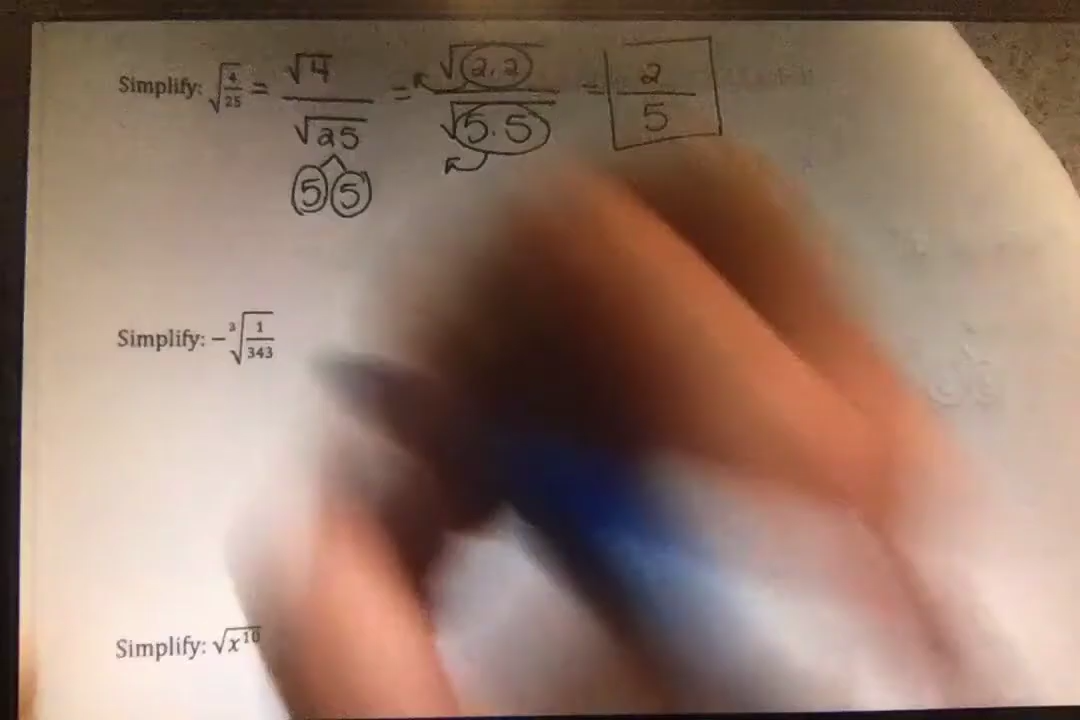 Simplify: √4/25 = √4/√25 = √2.2/√5.5 = 2/5
5 5
Simplify: -∛1/343
Simplify: √x¹⁰